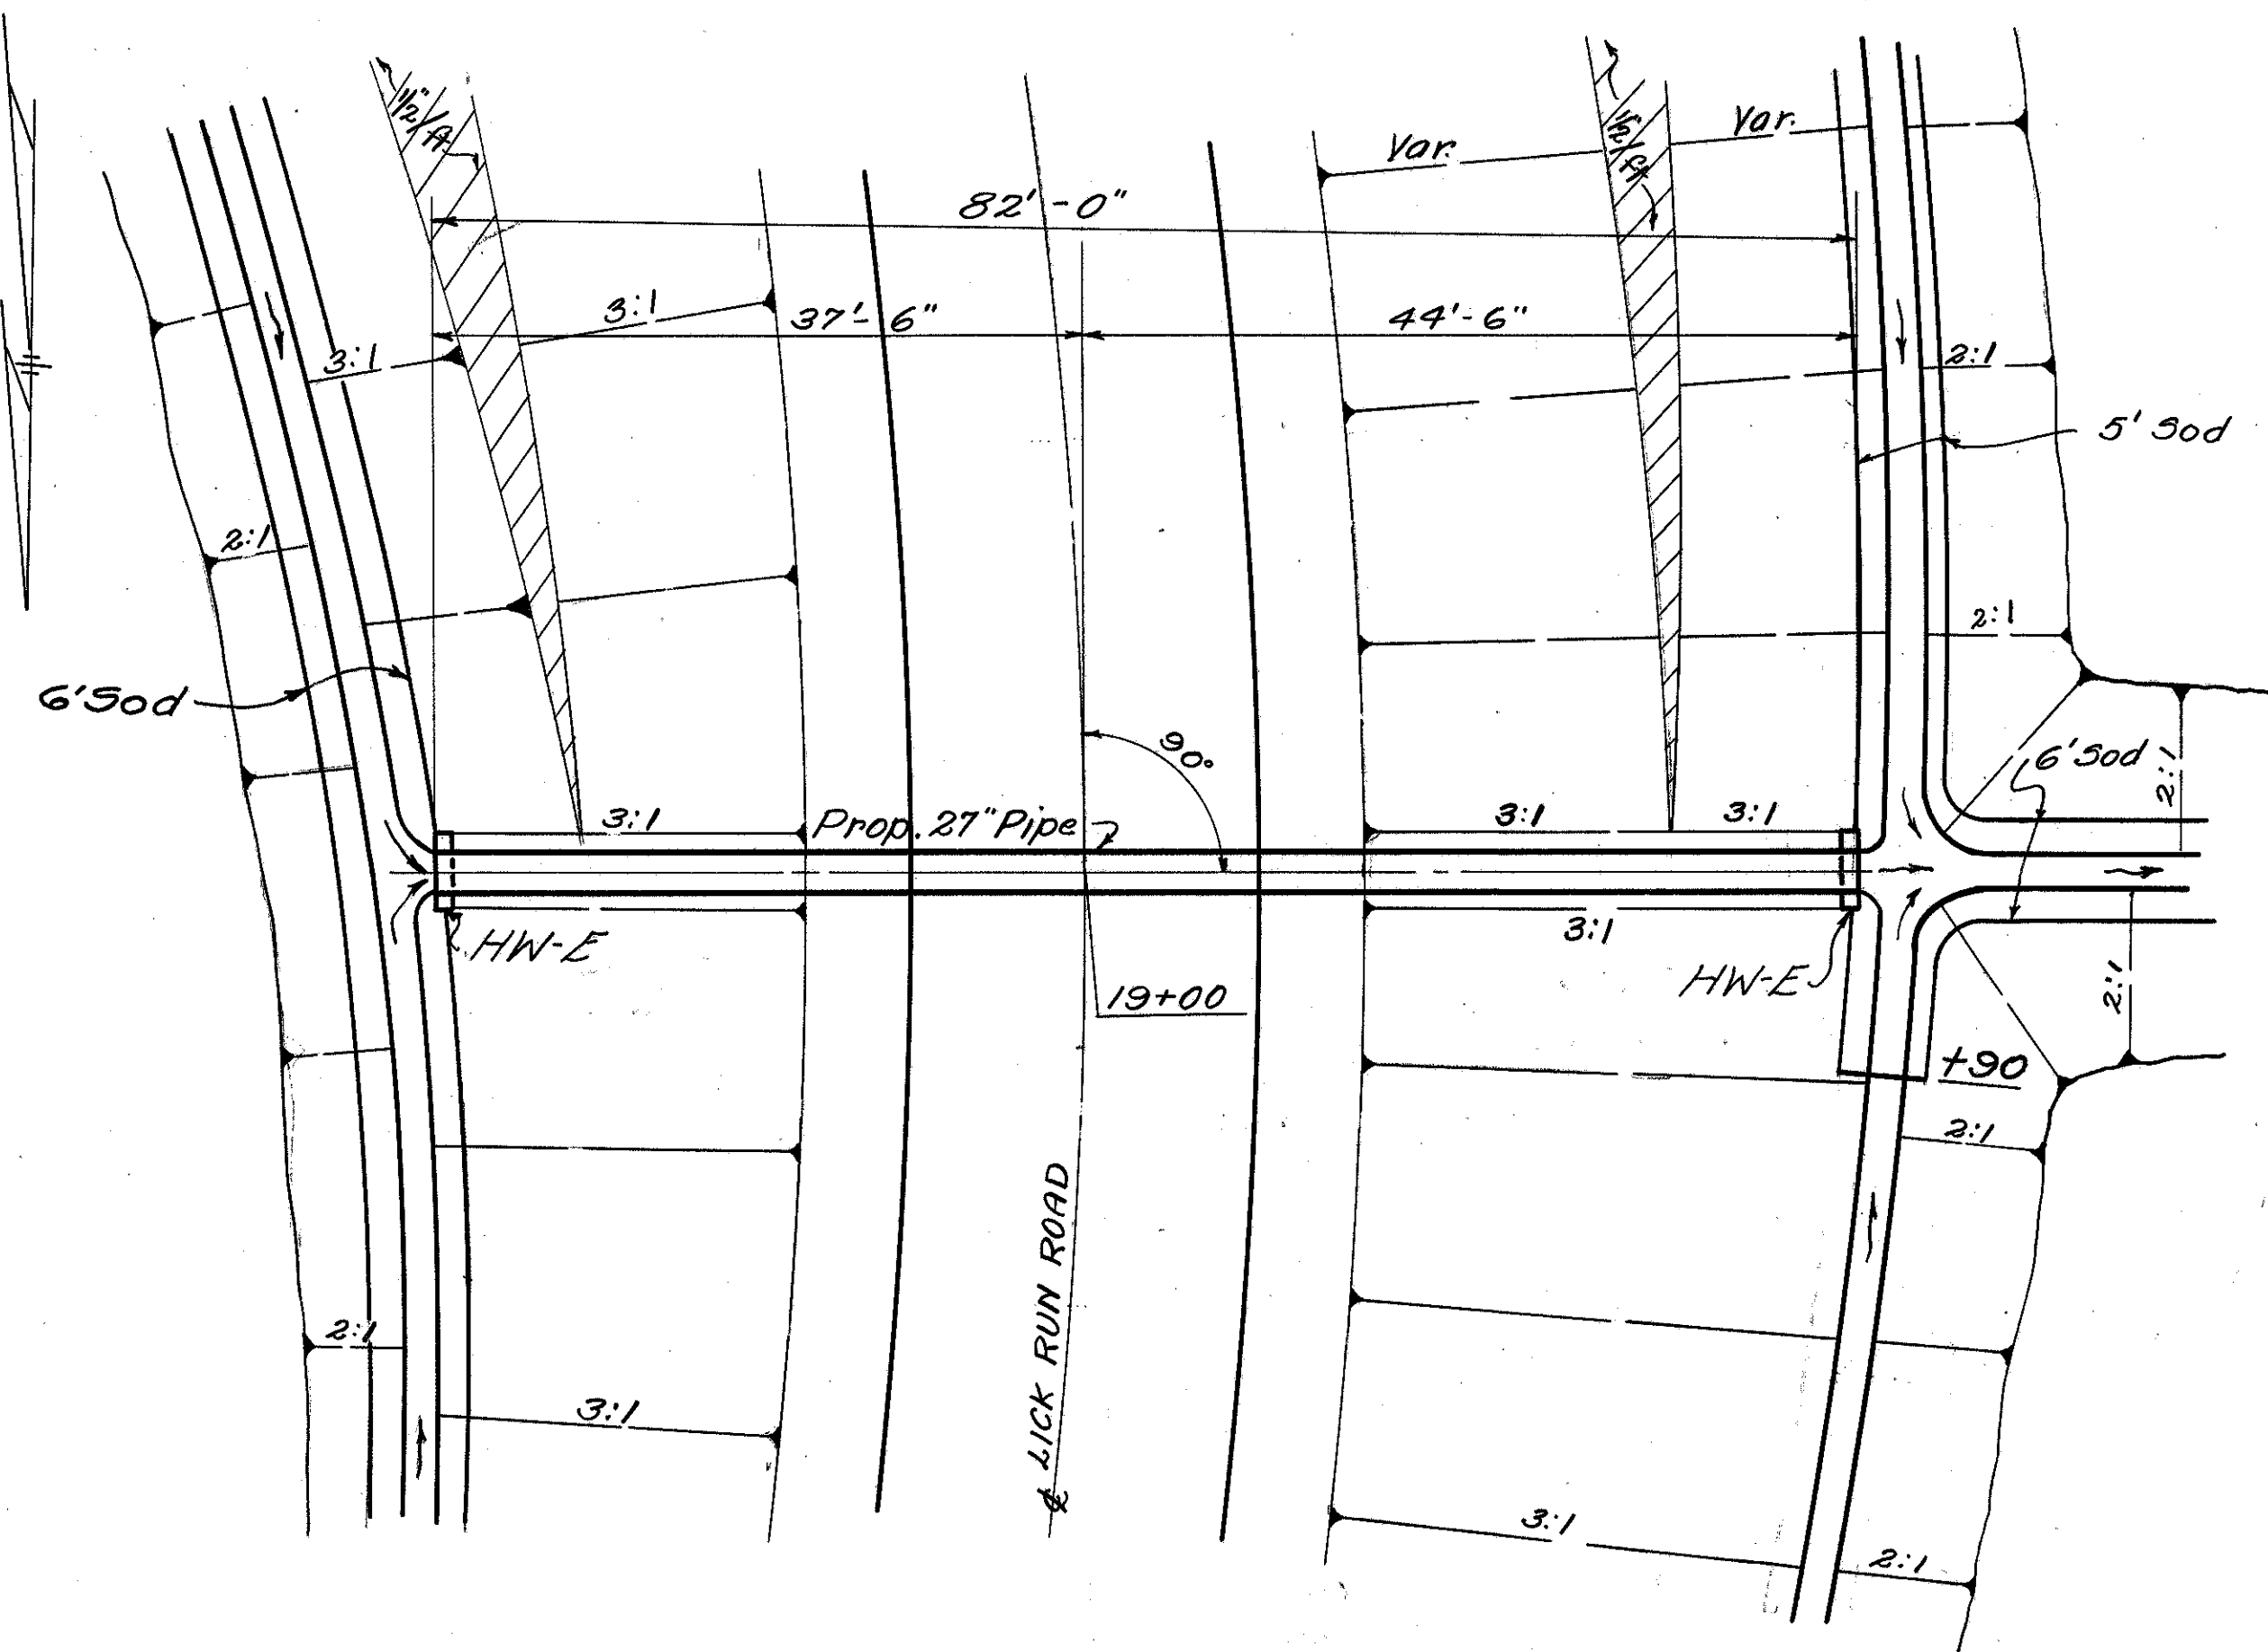 1/2"/ft
1/2"/ft
Var.
Var.
82'-0"
3:1
37'-6"
44'-6"
3:1
2:1
5' Sod
2:1
2:1
6' Sod
90°
6' Sod
2:1
3:1
Prop. 27" Pipe
3:1
3:1
HW-E
3:1
HW-E
19+00
2:1
+90
2:1
℄ LICK RUN ROAD
2:1
3:1
3:1
2:1